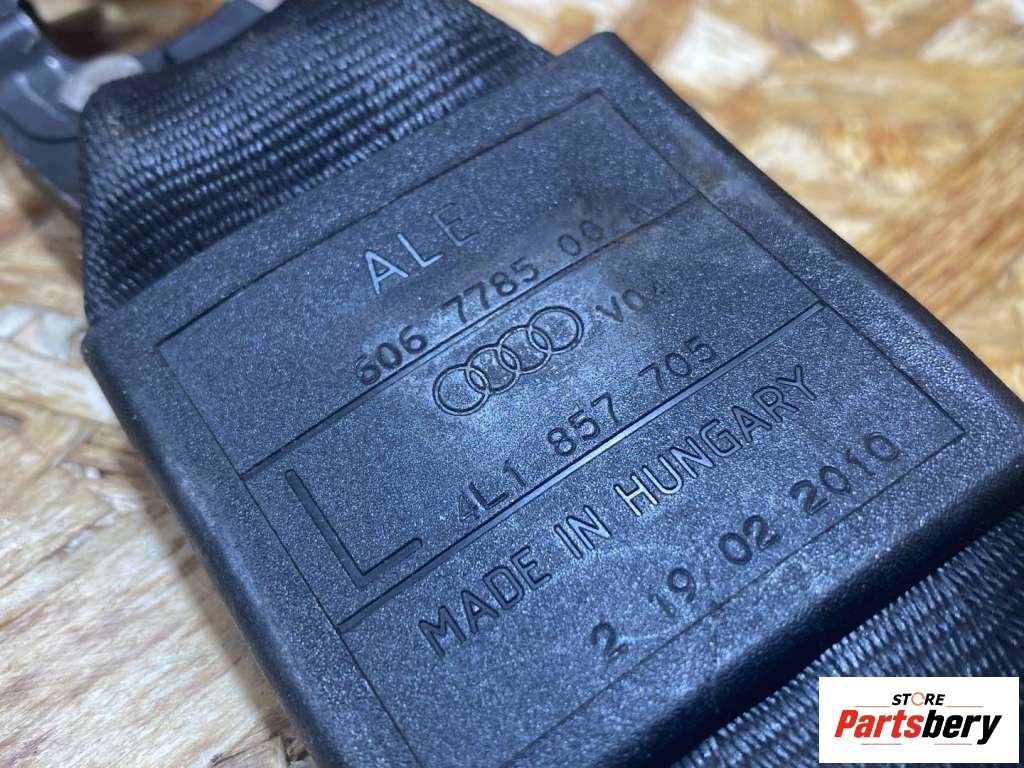 ALE
606 7785 00 A
V04
L
4L1 857 705
MADE IN HUNGARY
2 19 02 2010
STORE
Partsbery